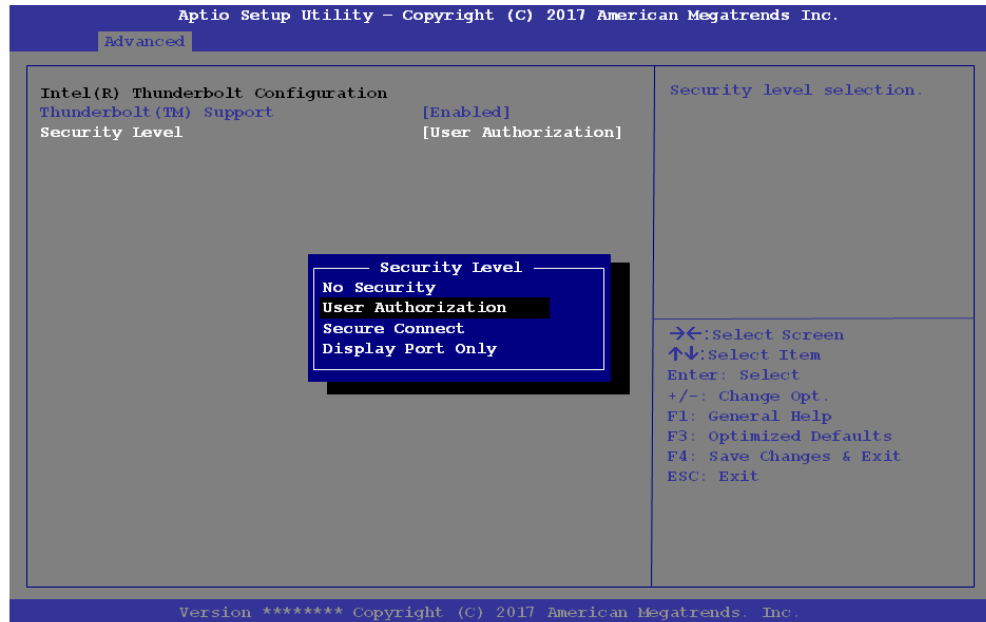 Aptio Setup Utility – Copyright (C) 2017 American Megatrends Inc.
Advanced
Intel(R) Thunderbolt Configuration
Thunderbolt(TM) Support [Enabled]
Security Level [User Authorization]
Security level selection.
Security Level
No Security
User Authorization
Secure Connect
Display Port Only
→←:Select Screen
↑↓:Select Item
Enter: Select
+/-: Change Opt.
F1: General Help
F3: Optimized Defaults
F4: Save Changes & Exit
ESC: Exit
Version ******** Copyright (C) 2017 American Megatrends. Inc.